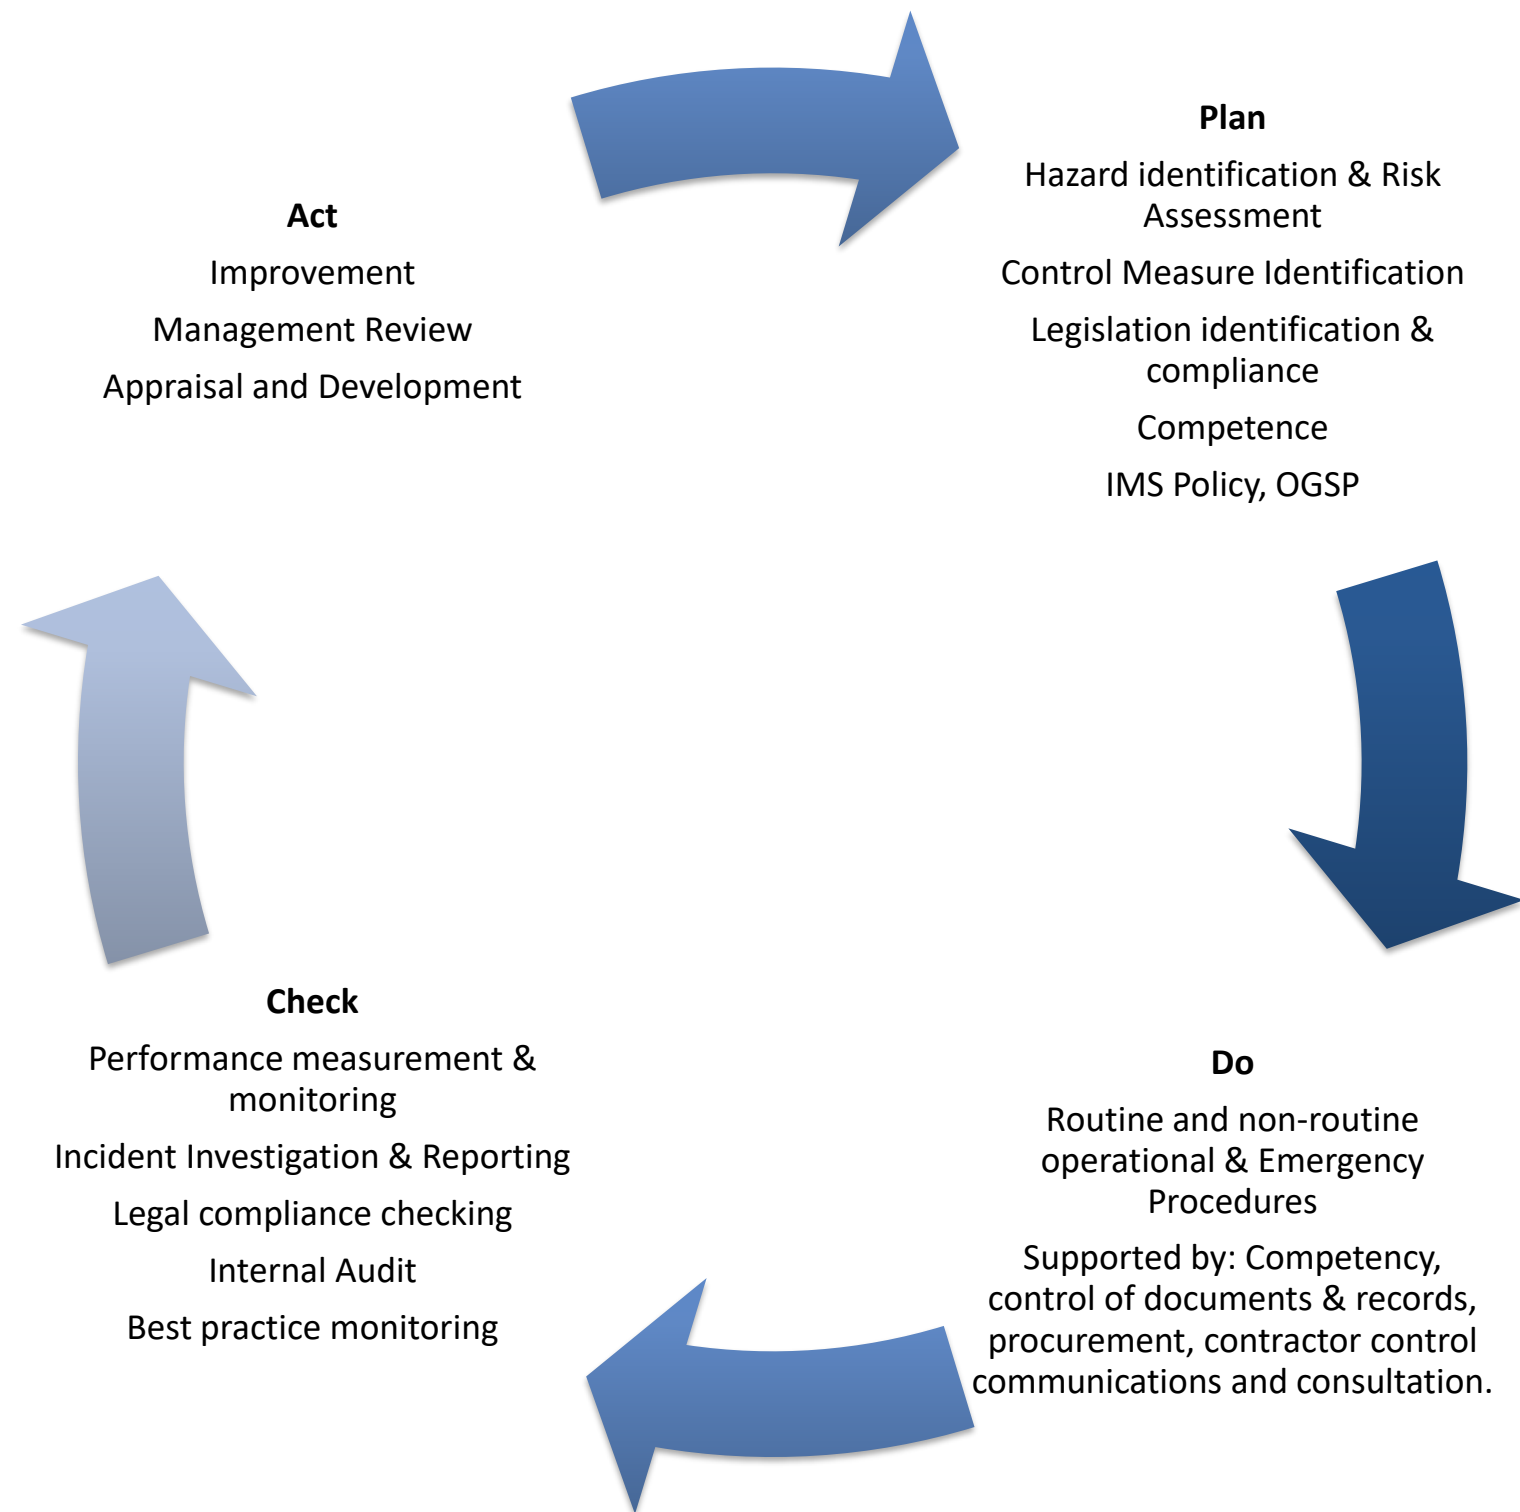 Plan
Hazard identification & Risk
Assessment
Control Measure Identification
Legislation identification &
compliance
Competence
IMS Policy, OGSP
Do
Routine and non-routine
operational & Emergency
Procedures
Supported by: Competency,
control of documents & records,
procurement, contractor control
communications and consultation.
Check
Performance measurement &
monitoring
Incident Investigation & Reporting
Legal compliance checking
Internal Audit
Best practice monitoring
Act
Improvement
Management Review
Appraisal and Development